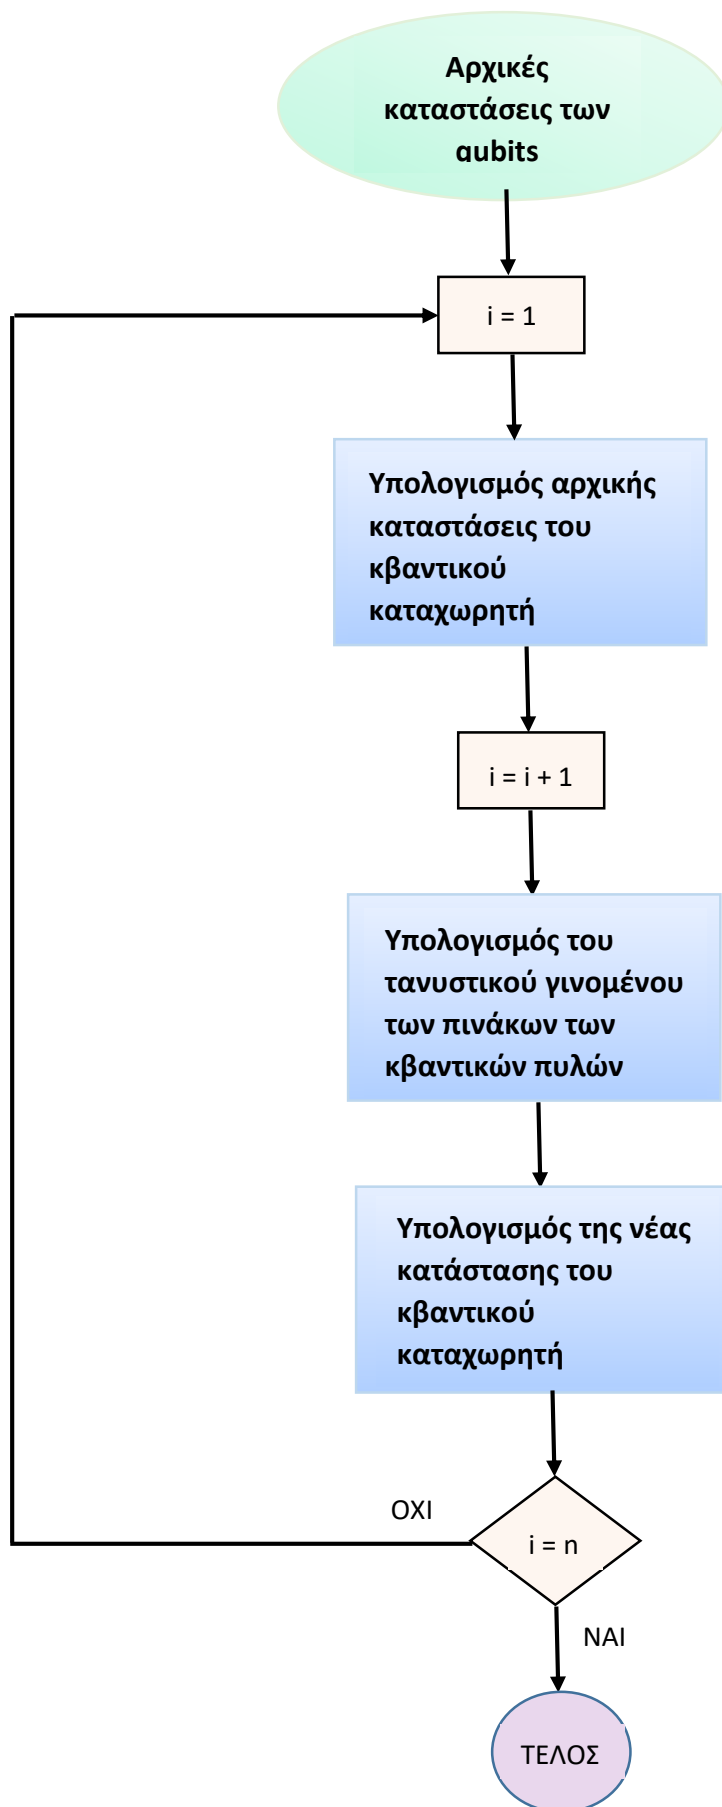 Αρχικές
καταστάσεις των
qubits
i = 1
Υπολογισμός αρχικής
καταστάσεις του
κβαντικού
καταχωρητή
i = i + 1
Υπολογισμός του
τανυστικού γινομένου
των πινάκων των
κβαντικών πυλών
Υπολογισμός της νέας
κατάστασης του
κβαντικού
καταχωρητή
ΟΧΙ
i = n
ΝΑΙ
ΤΕΛΟΣ